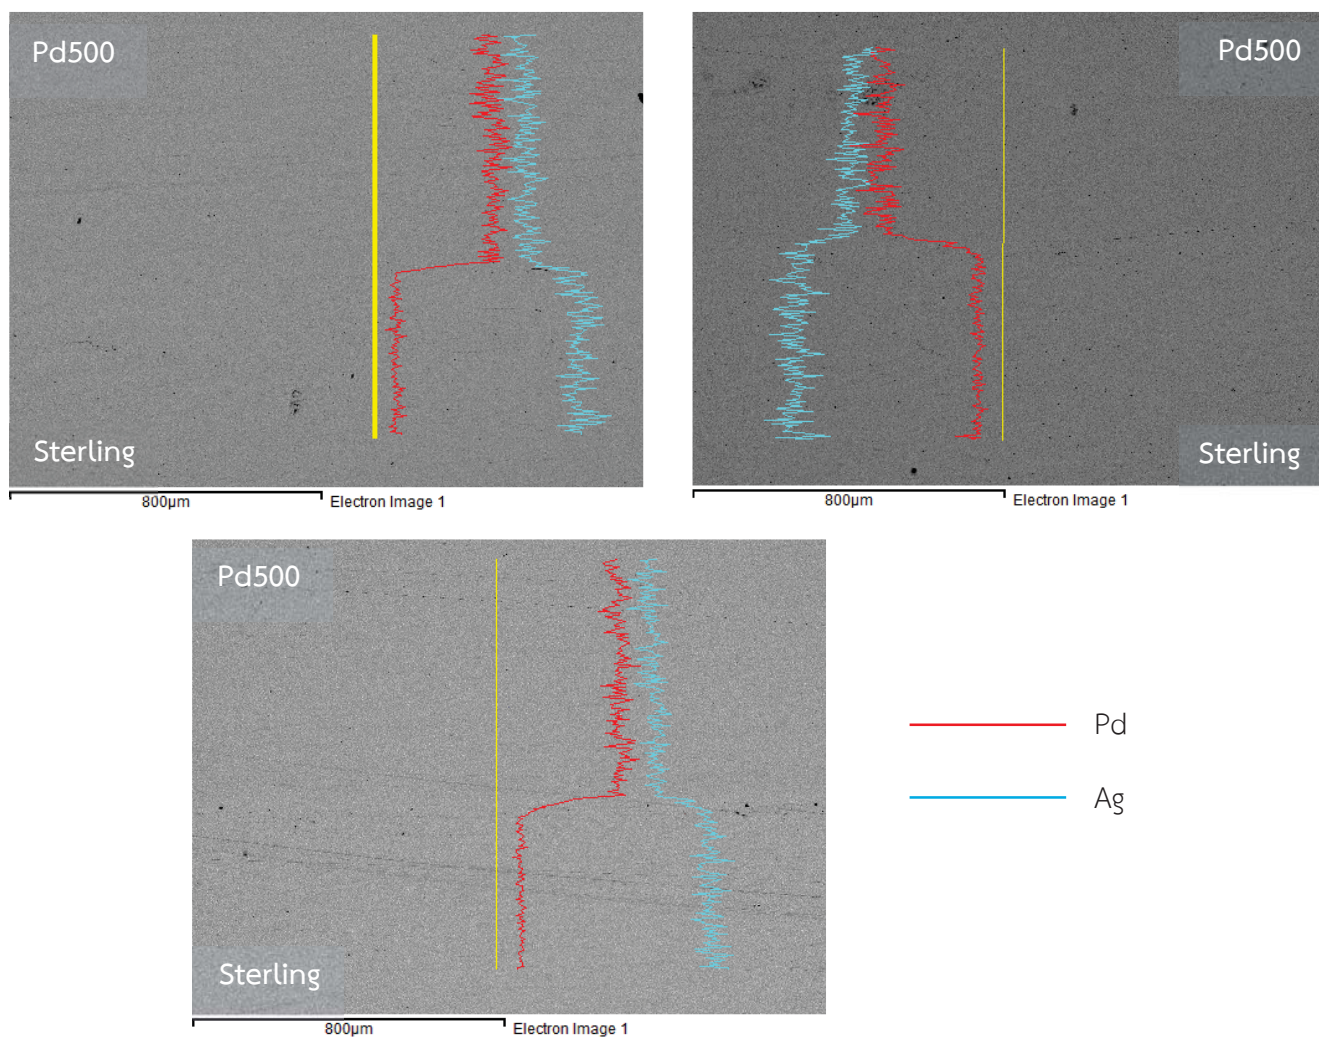 Pd500
Sterling
800µm
Electron Image 1
Pd500
Sterling
800µm
Electron Image 1
Pd500
Sterling
800µm
Electron Image 1
Pd
Ag